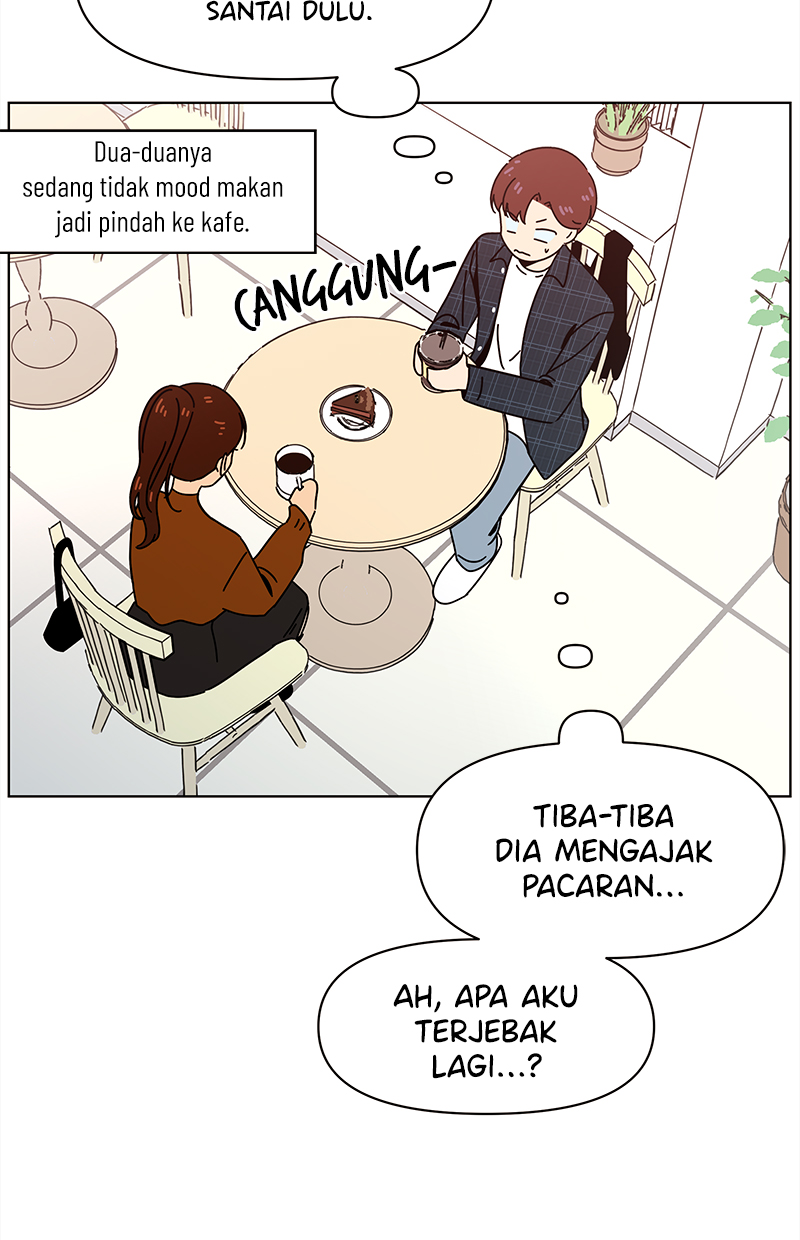 SANTAI DULU.
Dua-duanya
sedang tidak mood makan
jadi pindah ke kafe.
CANGGUNG-
TIBA-TIBA
DIA MENGAJAK
PACARAN...
AH, APA AKU
TERJEBAK
LAGI...?